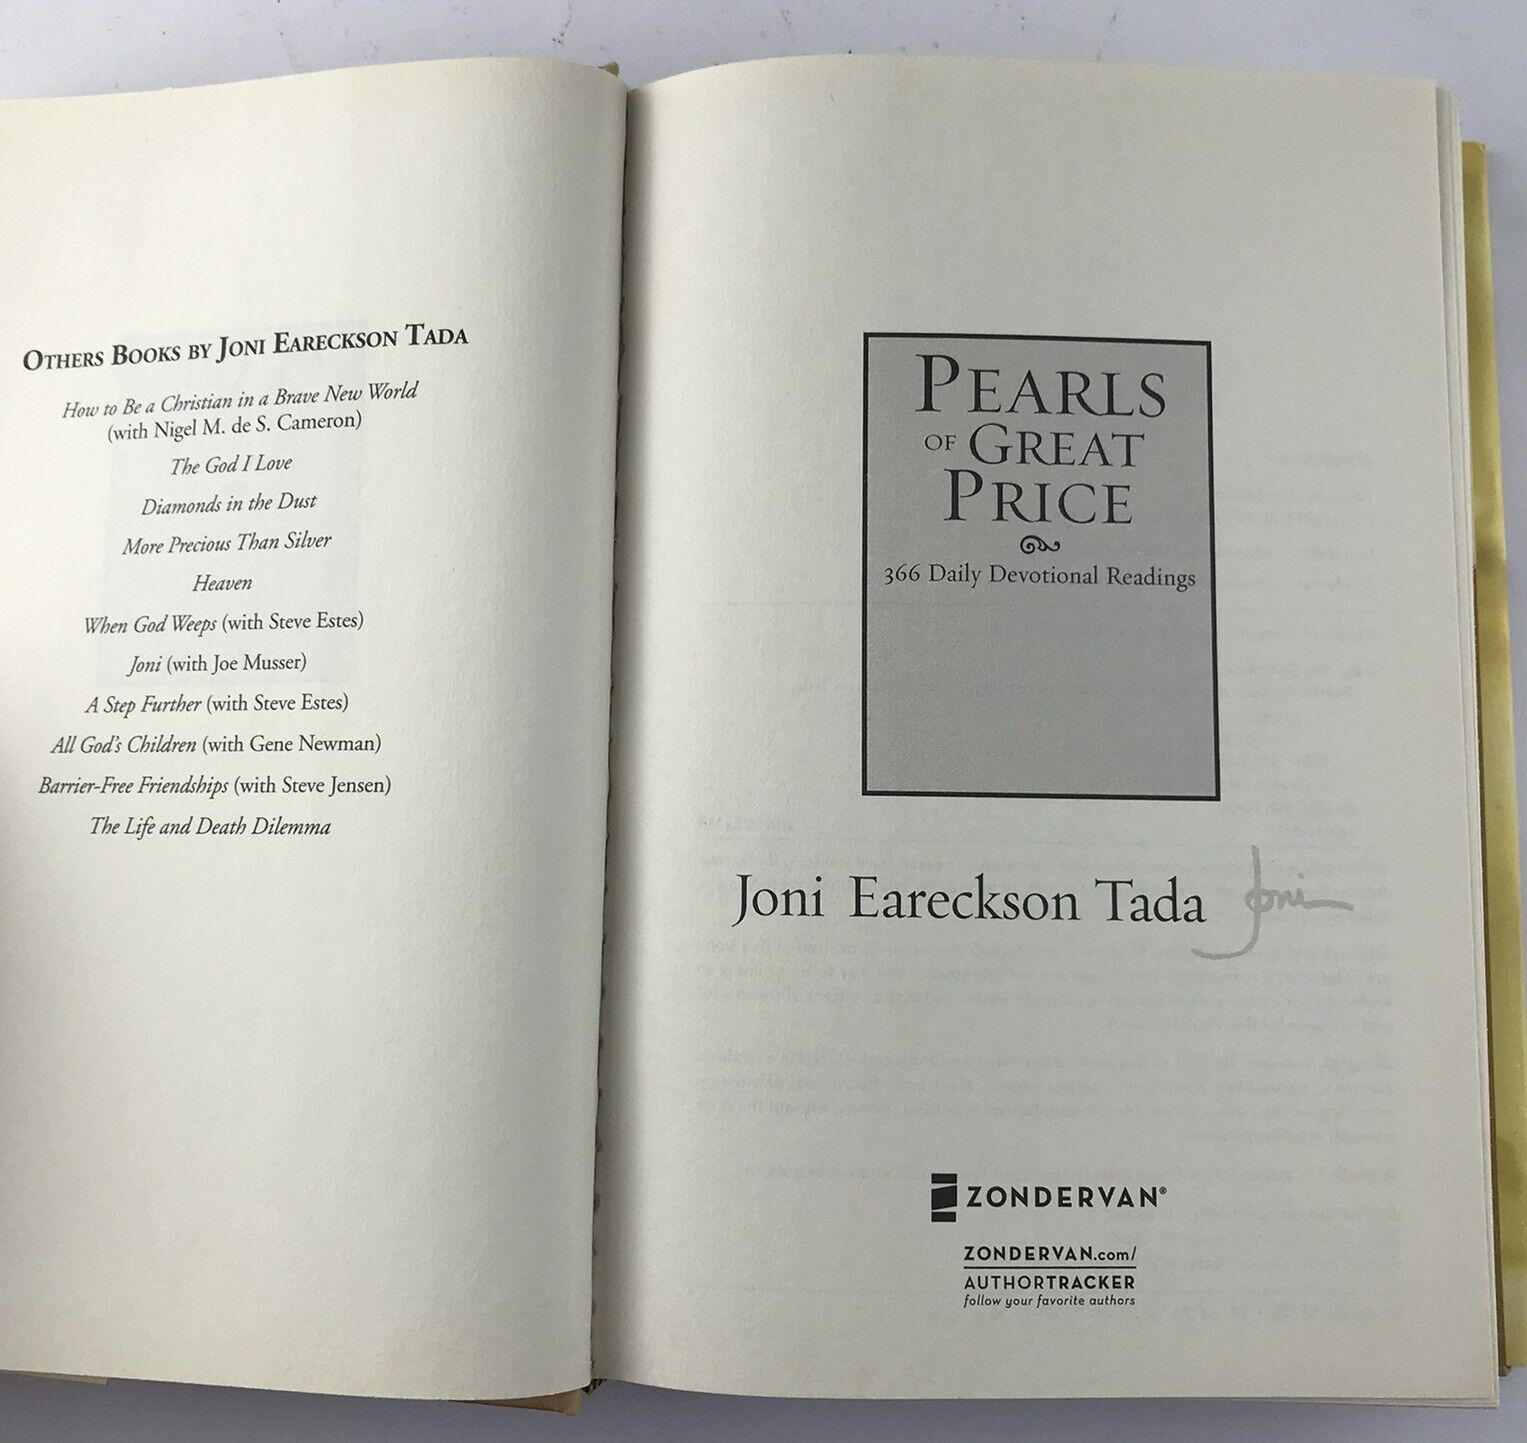 OTHERS BOOKS BY JONI EARECKSON TADA
How to Be a Christian in a Brave New World
(with Nigel M. de S. Cameron)
The God I Love
Diamonds in the Dust
More Precious Than Silver
Heaven
When God Weeps (with Steve Estes)
Joni (with Joe Musser)
A Step Further (with Steve Estes)
All God's Children (with Gene Newman)
Barrier-Free Friendships (with Steve Jensen)
The Life and Death Dilemma
PEARLS
OF GREAT
PRICE
366 Daily Devotional Readings
Joni Eareckson Tada
Joni
ZONDERVAN®
ZONDERVAN.com/
AUTHORTRACKER
follow your favorite authors